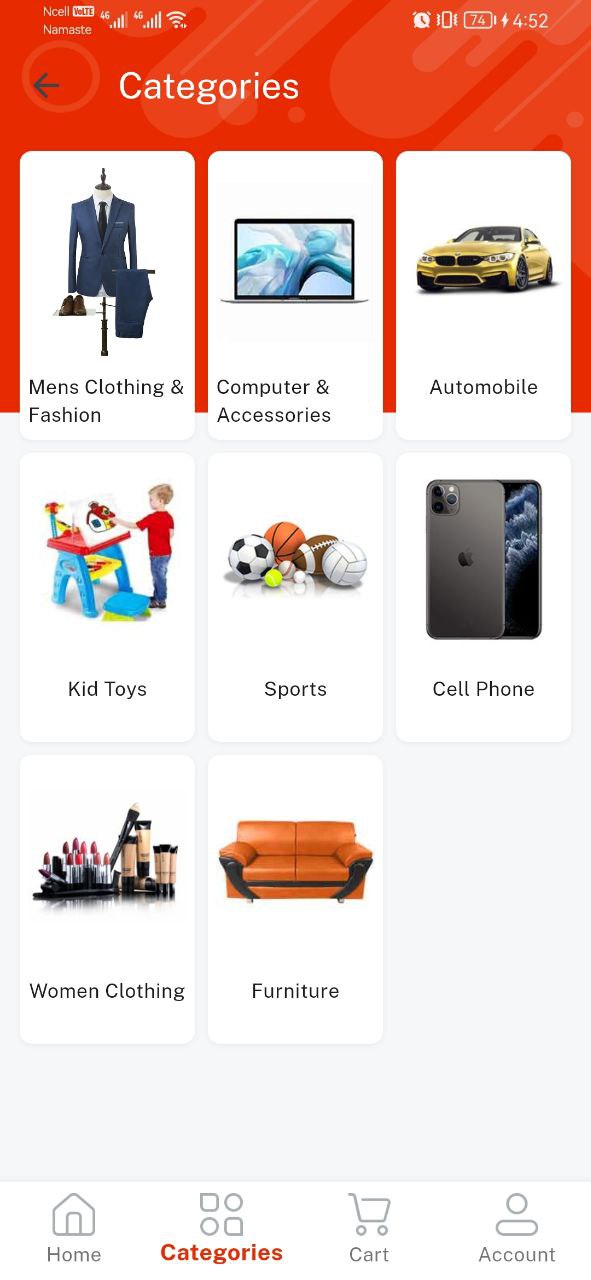 Ncell VoLTE 4G 4G 74 4:52
Namaste
Categories
Mens Clothing &
Fashion
Computer &
Accessories
Automobile
Kid Toys
Sports
Cell Phone
Women Clothing
Furniture
Home
Categories
Cart
Account